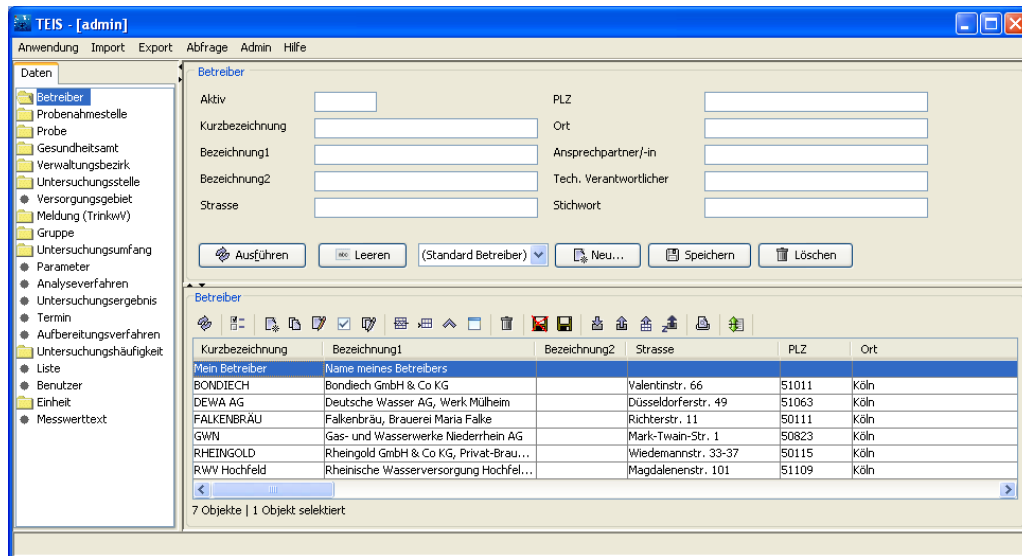 TEIS - [admin]
Anwendung Import Export Abfrage Admin Hilfe
Daten
Betreiber
Probenahmestelle
Probe
Gesundheitsamt
Verwaltungsbezirk
Untersuchungsstelle
Versorgungsgebiet
Meldung (TrinkwV)
Gruppe
Untersuchungsumfang
Parameter
Analyseverfahren
Untersuchungsergebnis
Termin
Aufbereitungsverfahren
Untersuchungshäufigkeit
Liste
Benutzer
Einheit
Messwerttext
Betreiber
Aktiv PLZ
Kurzbezeichnung Ort
Bezeichnung1 Ansprechpartner/-in
Bezeichnung2 Tech. Verantwortlicher
Strasse Stichwort
Ausführen abc Leeren (Standard Betreiber) Neu... Speichern Löschen
Betreiber
Kurzbezeichnung Bezeichnung1 Bezeichnung2 Strasse PLZ Ort
Mein Betreiber Name meines Betreibers
BONDIECH Bondiech GmbH & Co KG Valentinstr. 66 51011 Köln
DEWA AG Deutsche Wasser AG, Werk Mülheim Düsseldorferstr. 49 51063 Köln
FALKENBRÄU Falkenbräu, Brauerei Maria Falke Richterstr. 11 50111 Köln
GWN Gas- und Wasserwerke Niederrhein AG Mark-Twain-Str. 1 50823 Köln
RHEINGOLD Rheingold GmbH & Co KG, Privat-Brau... Wiedemannstr. 33-37 50115 Köln
RWV Hochfeld Rheinische Wasserversorgung Hochfel... Magdalenenstr. 101 51109 Köln
7 Objekte | 1 Objekt selektiert